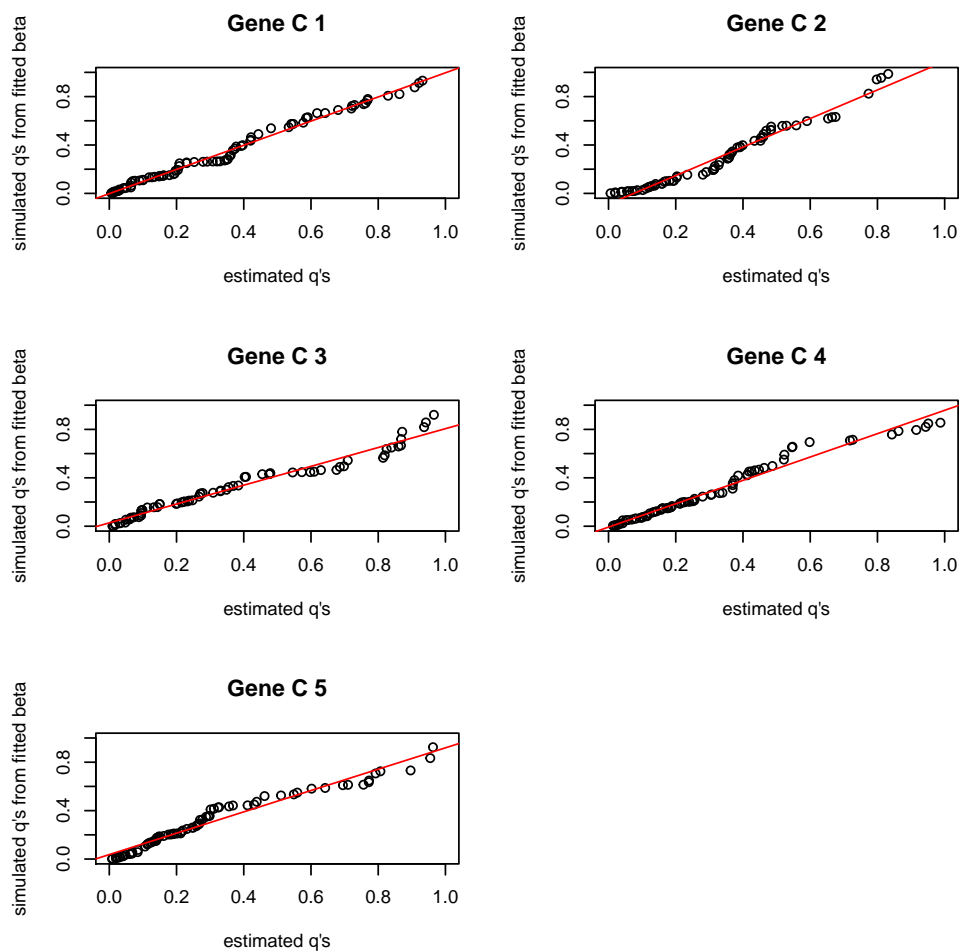 Gene C 1
simulated q's from fitted beta
0.0 0.4 0.8
0.0 0.2 0.4 0.6 0.8 1.0
estimated q's
Gene C 2
simulated q's from fitted beta
0.0 0.4 0.8
0.0 0.2 0.4 0.6 0.8 1.0
estimated q's
Gene C 3
simulated q's from fitted beta
0.0 0.4 0.8
0.0 0.2 0.4 0.6 0.8 1.0
estimated q's
Gene C 4
simulated q's from fitted beta
0.0 0.4 0.8
0.0 0.2 0.4 0.6 0.8 1.0
estimated q's
Gene C 5
simulated q's from fitted beta
0.0 0.4 0.8
0.0 0.2 0.4 0.6 0.8 1.0
estimated q's